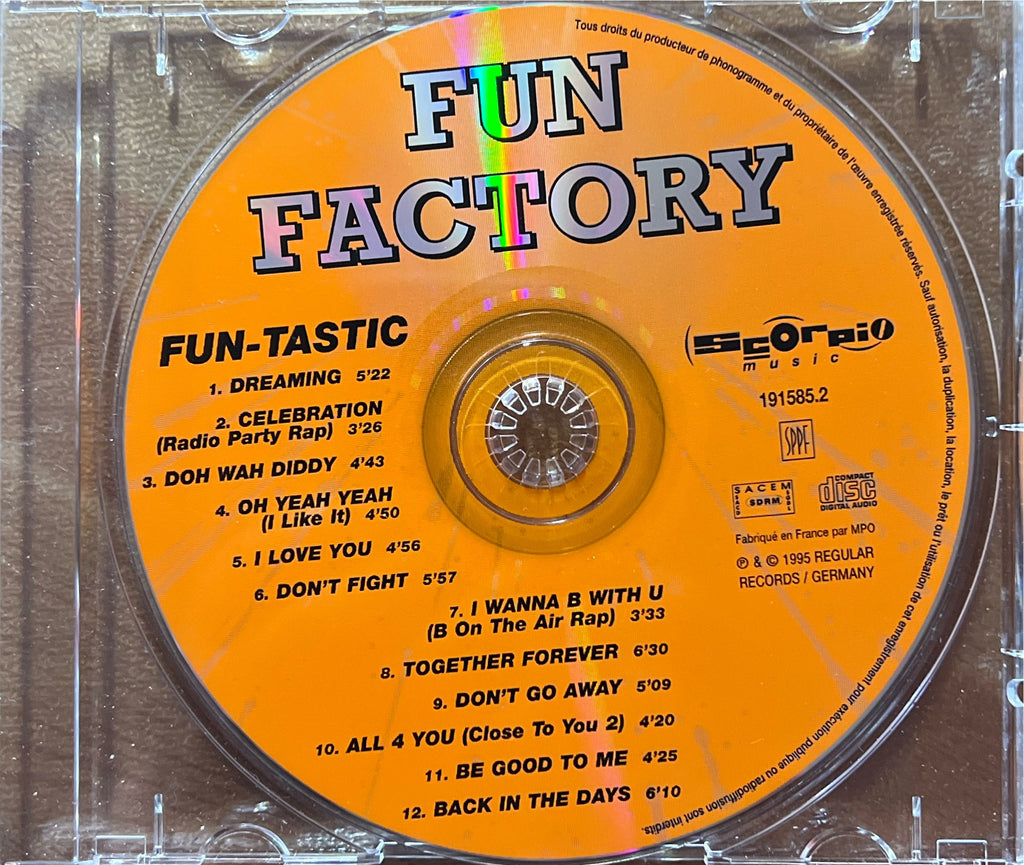 Tous droits du producteur de phonogramme et du propriétaire de l'œuvre enregistrée réservés. Sauf autorisation, la duplication, la location, le prêt ou l'utilisation de cet enregistrement pour exécution publique ou radiodiffusion sont interdits.
FUN
FACTORY
FUN-TASTIC
1. DREAMING 5'22
2. CELEBRATION
(Radio Party Rap) 3'26
3. DOH WAH DIDDY 4'43
4. OH YEAH YEAH
(I Like It) 4'50
5. I LOVE YOU 4'56
6. DON'T FIGHT 5'57
7. I WANNA B WITH U
(B On The Air Rap) 3'33
8. TOGETHER FOREVER 6'30
9. DON'T GO AWAY 5'09
10. ALL 4 YOU (Close To You 2) 4'20
11. BE GOOD TO ME 4'25
12. BACK IN THE DAYS 6'10
scorpio
music
191585.2
SPPF
SACEM
SACD SDRM SGDL
COMPACT
disc
DIGITAL AUDIO
Fabriqué en France par MPO
℗ & © 1995 REGULAR
RECORDS / GERMANY